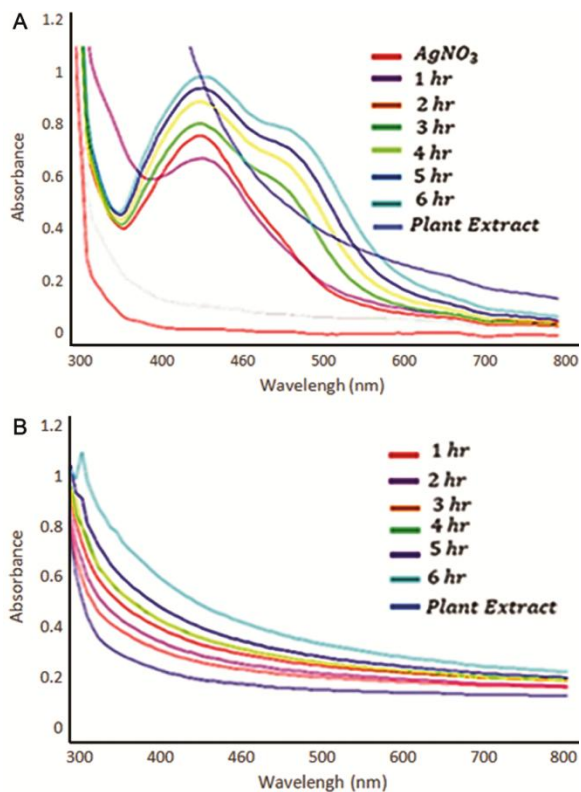 A
1.2
1
0.8
0.6
0.4
0.2
0
Absorbance
300 400 460 500 600 700 800
Wavelengh (nm)
AgNO3
1 hr
2 hr
3 hr
4 hr
5 hr
6 hr
Plant Extract
B
1.2
1
0.8
0.6
0.4
0.2
0
Absorbance
300 400 460 500 600 700 800
Wavelengh (nm)
1 hr
2 hr
3 hr
4 hr
5 hr
6 hr
Plant Extract